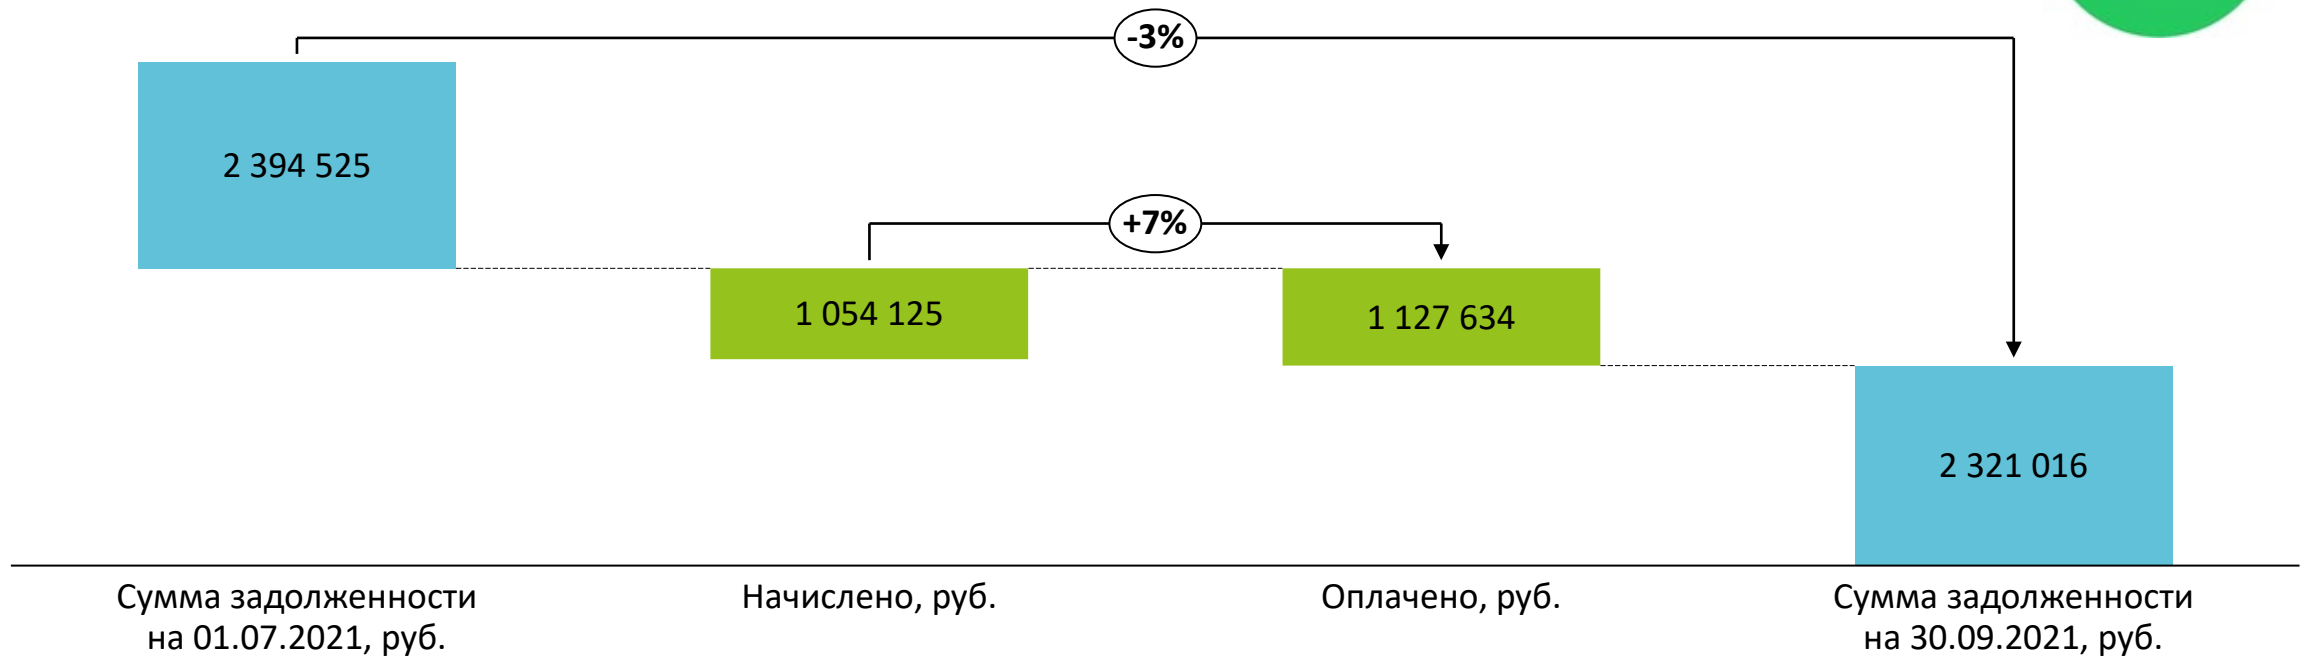 -3%
2 394 525
+7%
1 054 125
1 127 634
2 321 016
Сумма задолженности
на 01.07.2021, руб.
Начислено, руб.
Оплачено, руб.
Сумма задолженности
на 30.09.2021, руб.